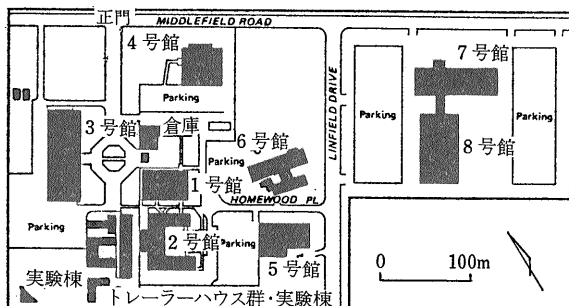 正門
MIDDLEFIELD ROAD
4号館
7号館
Parking
Parking
Parking
LINFIELD DRIVE
3号館
倉庫
6号館
8号館
Parking
1号館
HOMEWOOD PL
Parking
2号館
Parking
5号館
実験棟
トレーラーハウス群・実験棟
0 100m